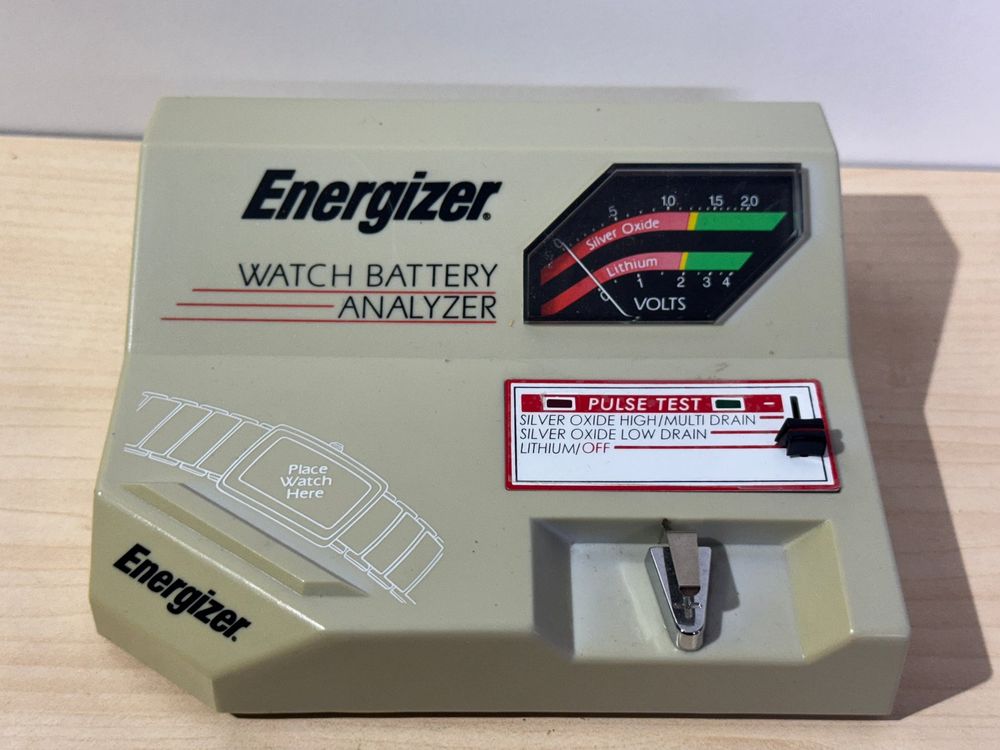 Energizer®
WATCH BATTERY
ANALYZER
0 .5 1.0 1.5 2.0
Silver Oxide
Lithium
0 1 2 3 4
VOLTS
PULSE TEST -
SILVER OXIDE HIGH/MULTI DRAIN
SILVER OXIDE LOW DRAIN
LITHIUM/OFF
Place
Watch
Here
Energizer®